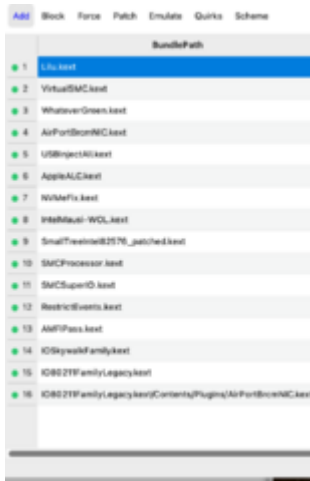 Add Block Force Patch Emulate Quirks Scheme
BundlePath
1 Lilu.kext
2 VirtualSMC.kext
3 WhateverGreen.kext
4 AirPortBrcmNIC.kext
5 USBInjectAll.kext
6 AppleALC.kext
7 NVMeFix.kext
8 IntelMausi-WOL.kext
9 SmallTreeIntel82576_patched.kext
10 SMCProcessor.kext
11 SMCSuperIO.kext
12 RestrictEvents.kext
13 AMFIPass.kext
14 IOSkywalkFamily.kext
15 IO80211FamilyLegacy.kext
16 IO80211FamilyLegacy.kext/Contents/PlugIns/AirPortBrcmNIC.kext